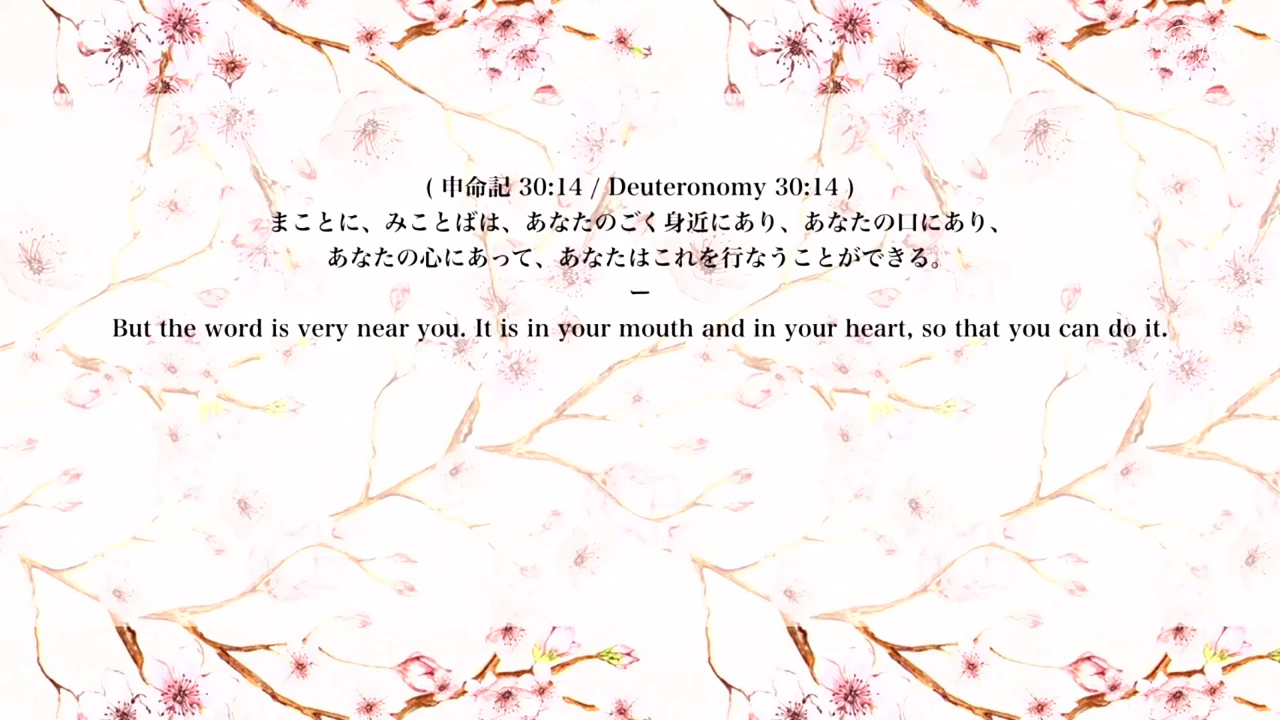 ( 申命記 30:14 / Deuteronomy 30:14 )
まことに、みことばは、あなたのごく身近にあり、あなたの口にあり、
あなたの心にあって、あなたはこれを行なうことができる。
ー
But the word is very near you. It is in your mouth and in your heart, so that you can do it.